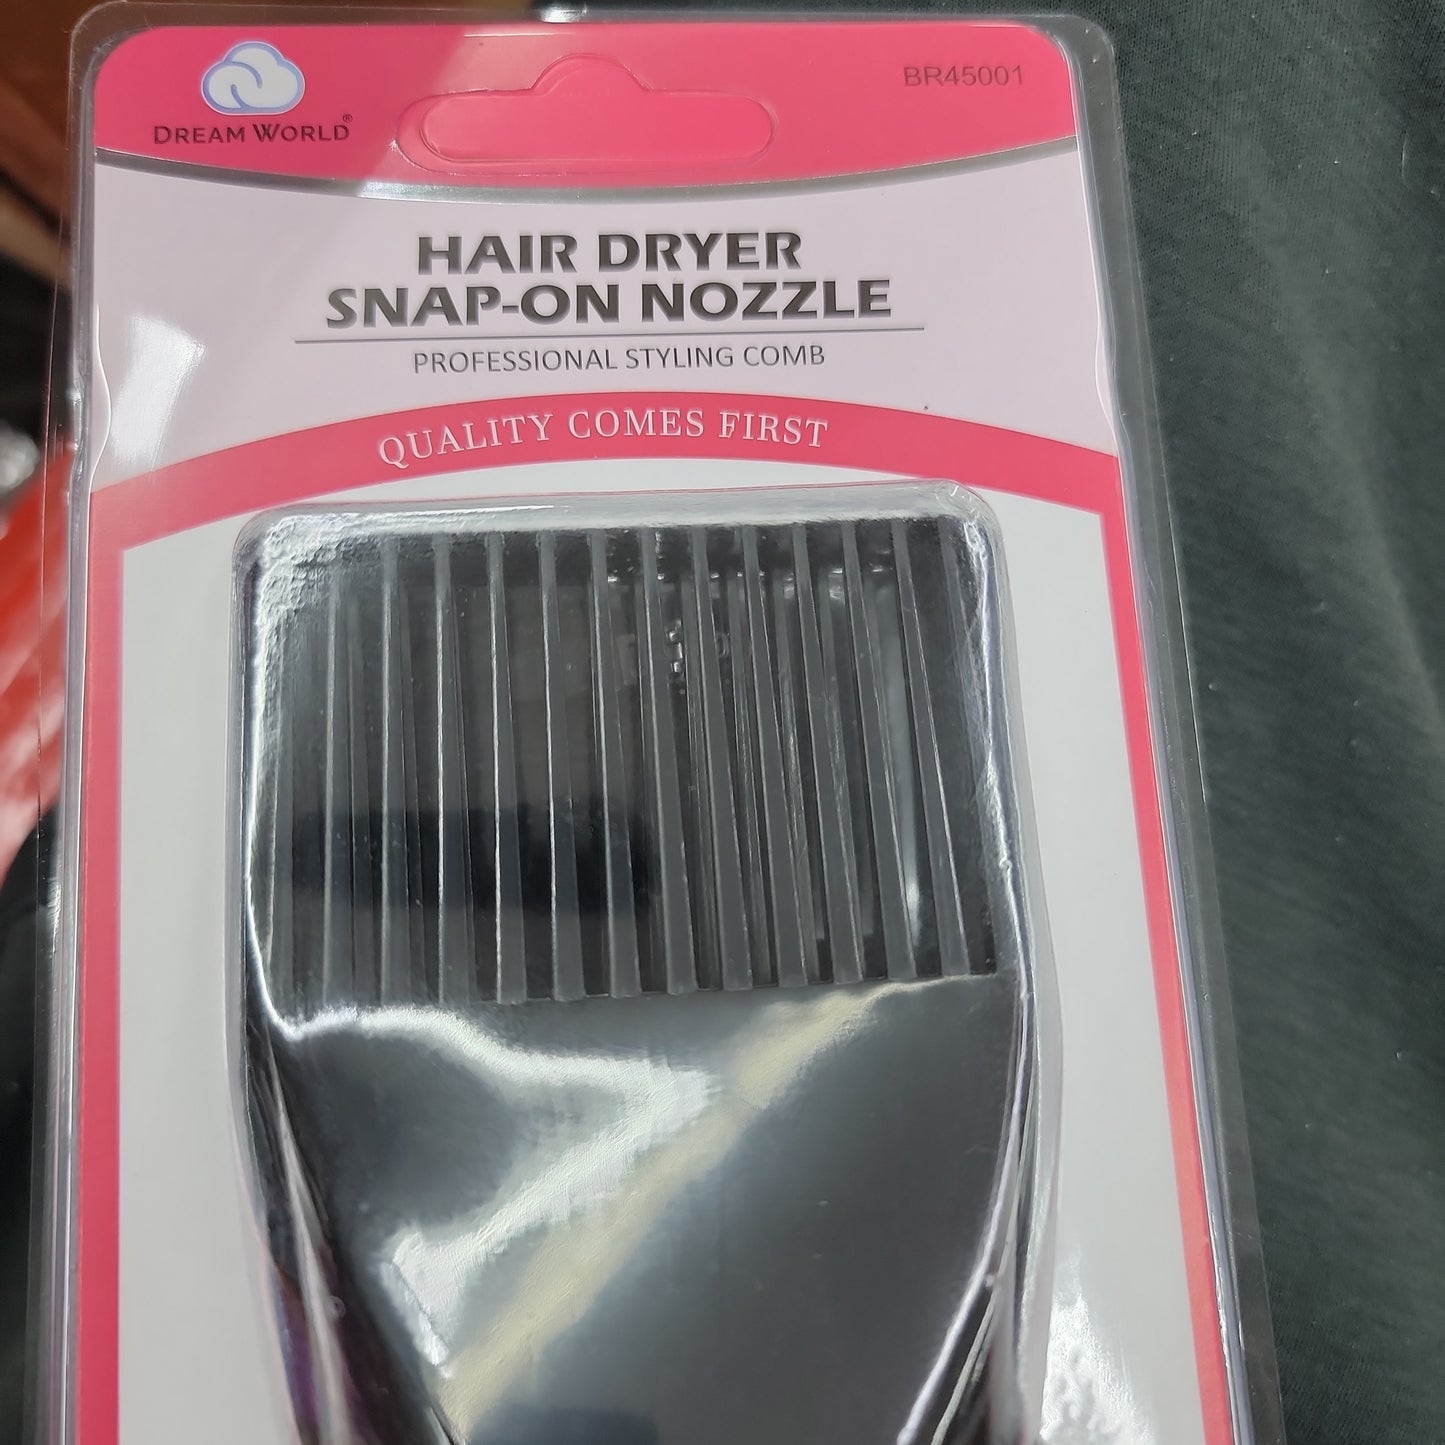 DREAM WORLD®
BR45001
HAIR DRYER
SNAP-ON NOZZLE
PROFESSIONAL STYLING COMB
QUALITY COMES FIRST